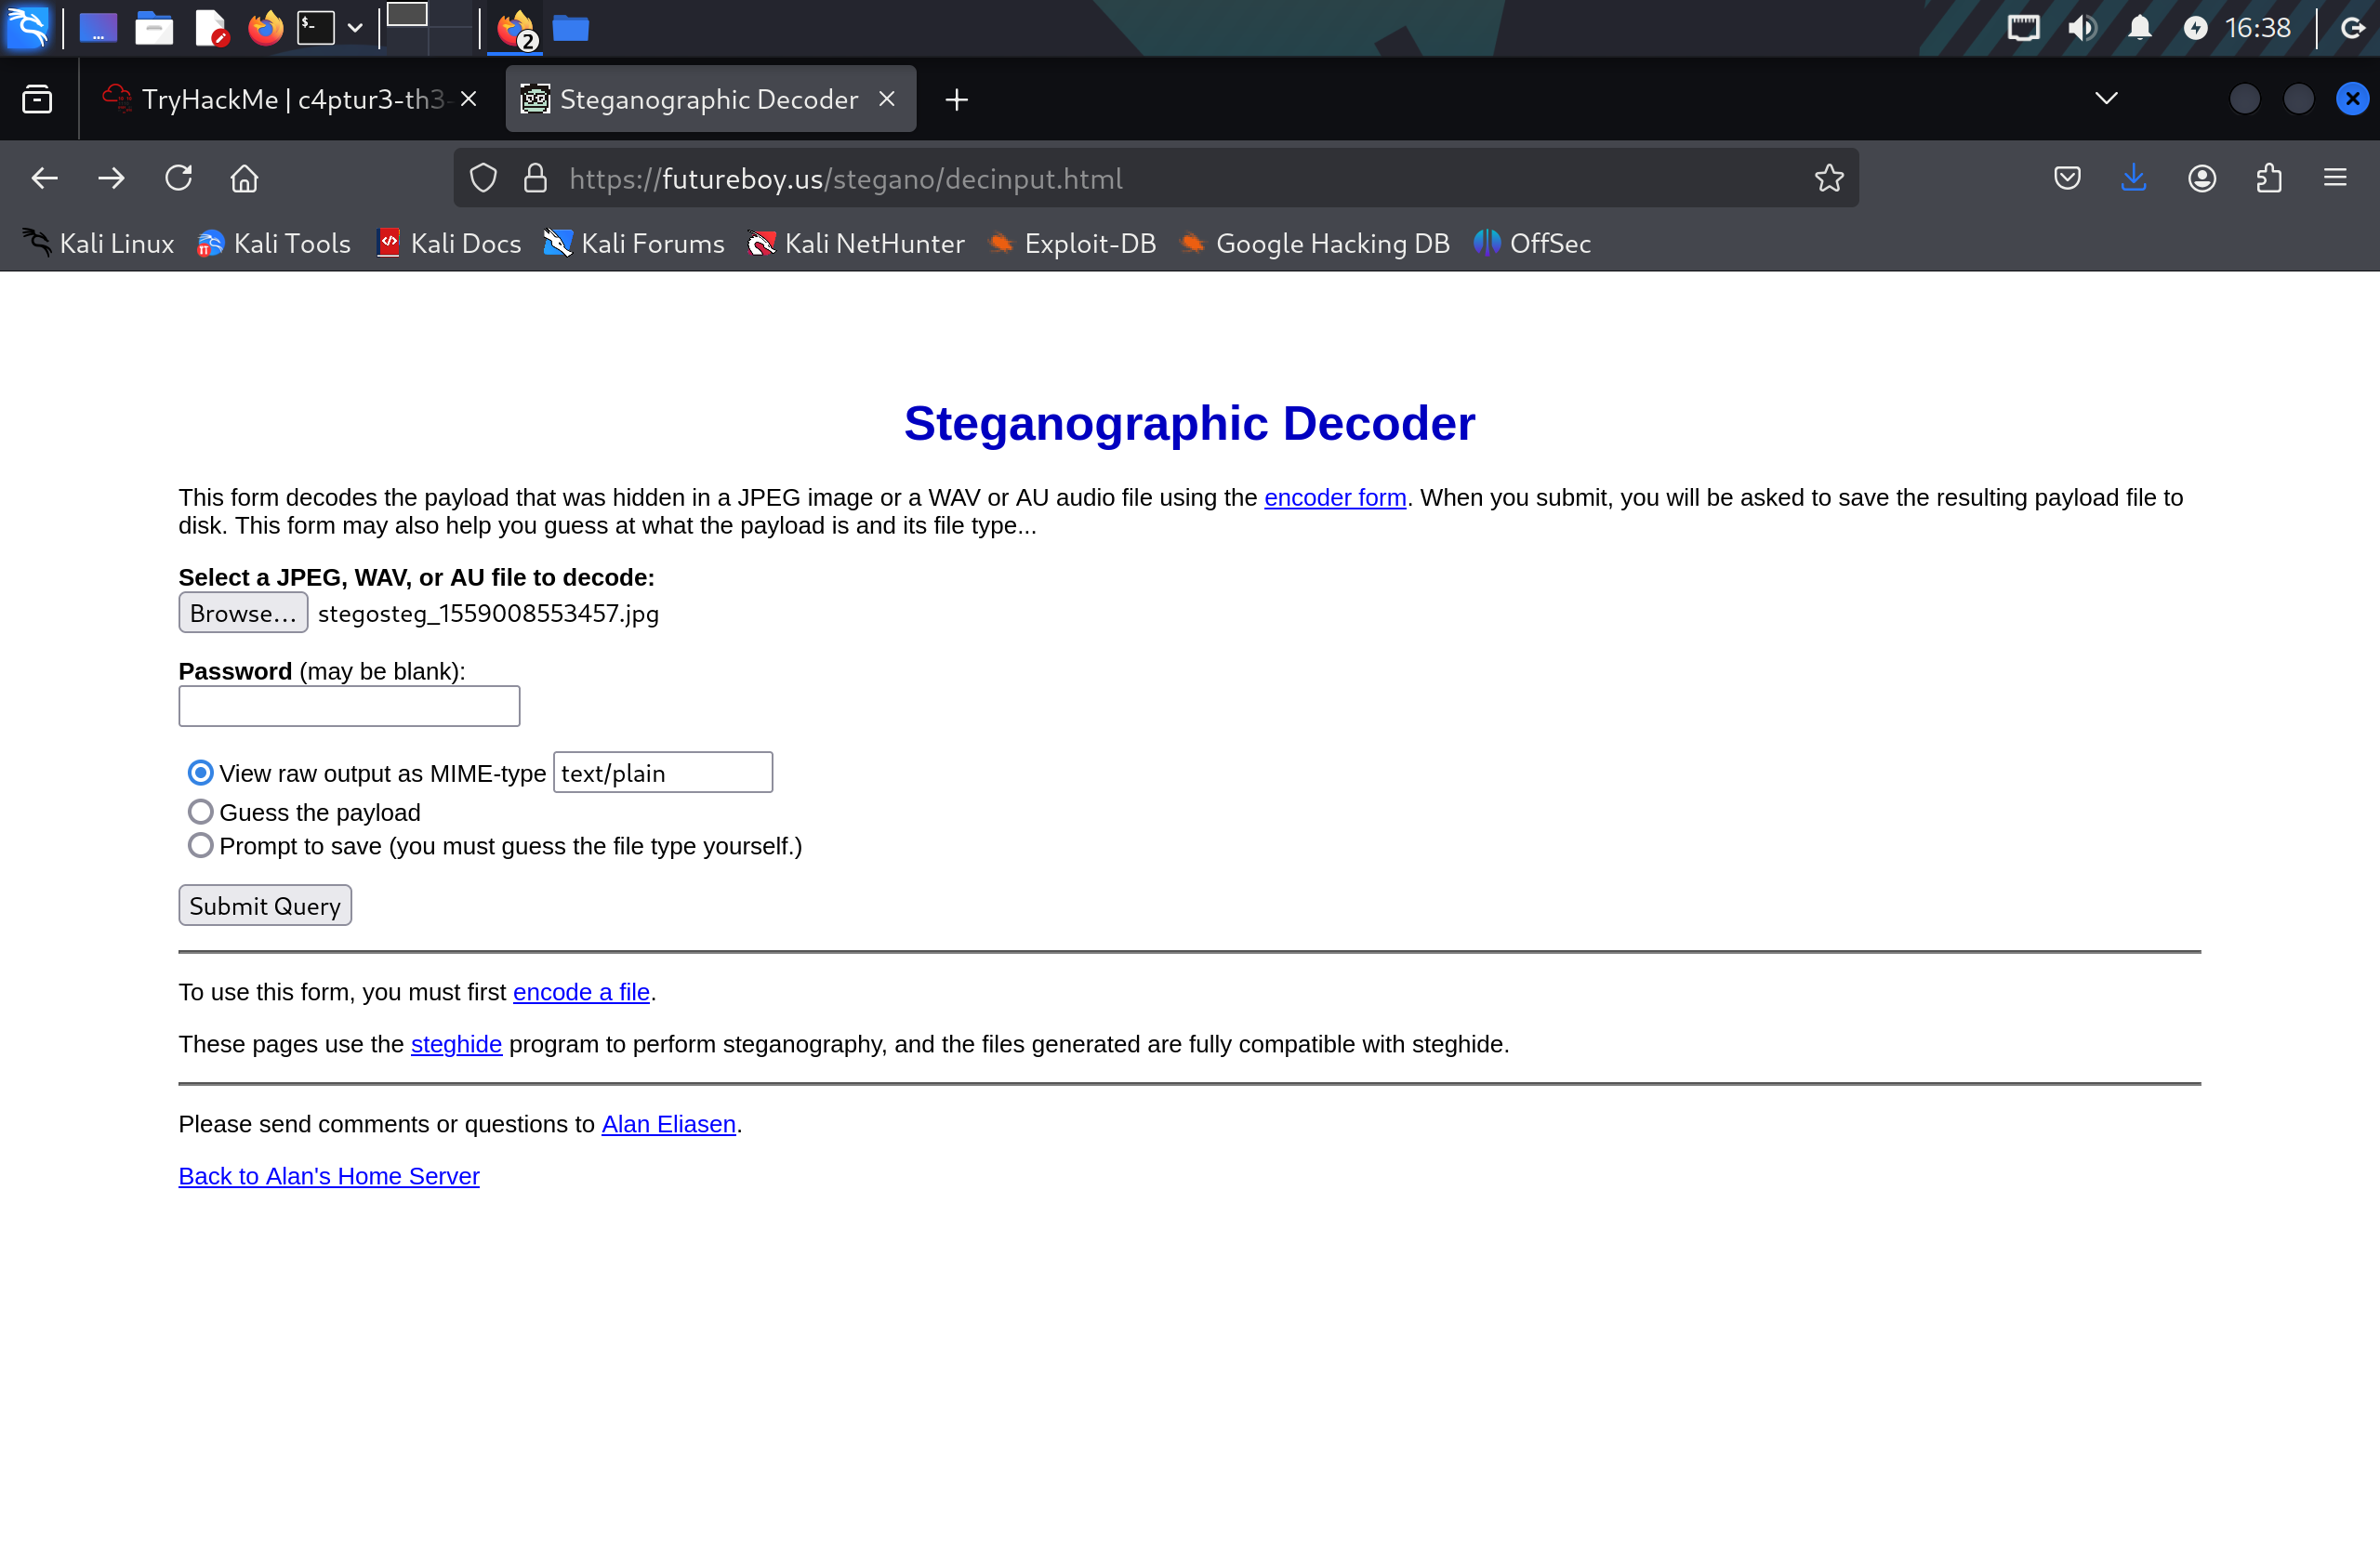 16:38
TryHackMe | c4ptur3-th3-
Steganographic Decoder
2
https://futureboy.us/stegano/decinput.html
Kali Linux Kali Tools Kali Docs Kali Forums Kali NetHunter Exploit-DB Google Hacking DB OffSec
Steganographic Decoder
This form decodes the payload that was hidden in a JPEG image or a WAV or AU audio file using the encoder form. When you submit, you will be asked to save the resulting payload file to
disk. This form may also help you guess at what the payload is and its file type...
Select a JPEG, WAV, or AU file to decode:
Browse... stegosteg_1559008553457.jpg
Password (may be blank):
View raw output as MIME-type text/plain
Guess the payload
Prompt to save (you must guess the file type yourself.)
Submit Query
To use this form, you must first encode a file.
These pages use the steghide program to perform steganography, and the files generated are fully compatible with steghide.
Please send comments or questions to Alan Eliasen.
Back to Alan's Home Server